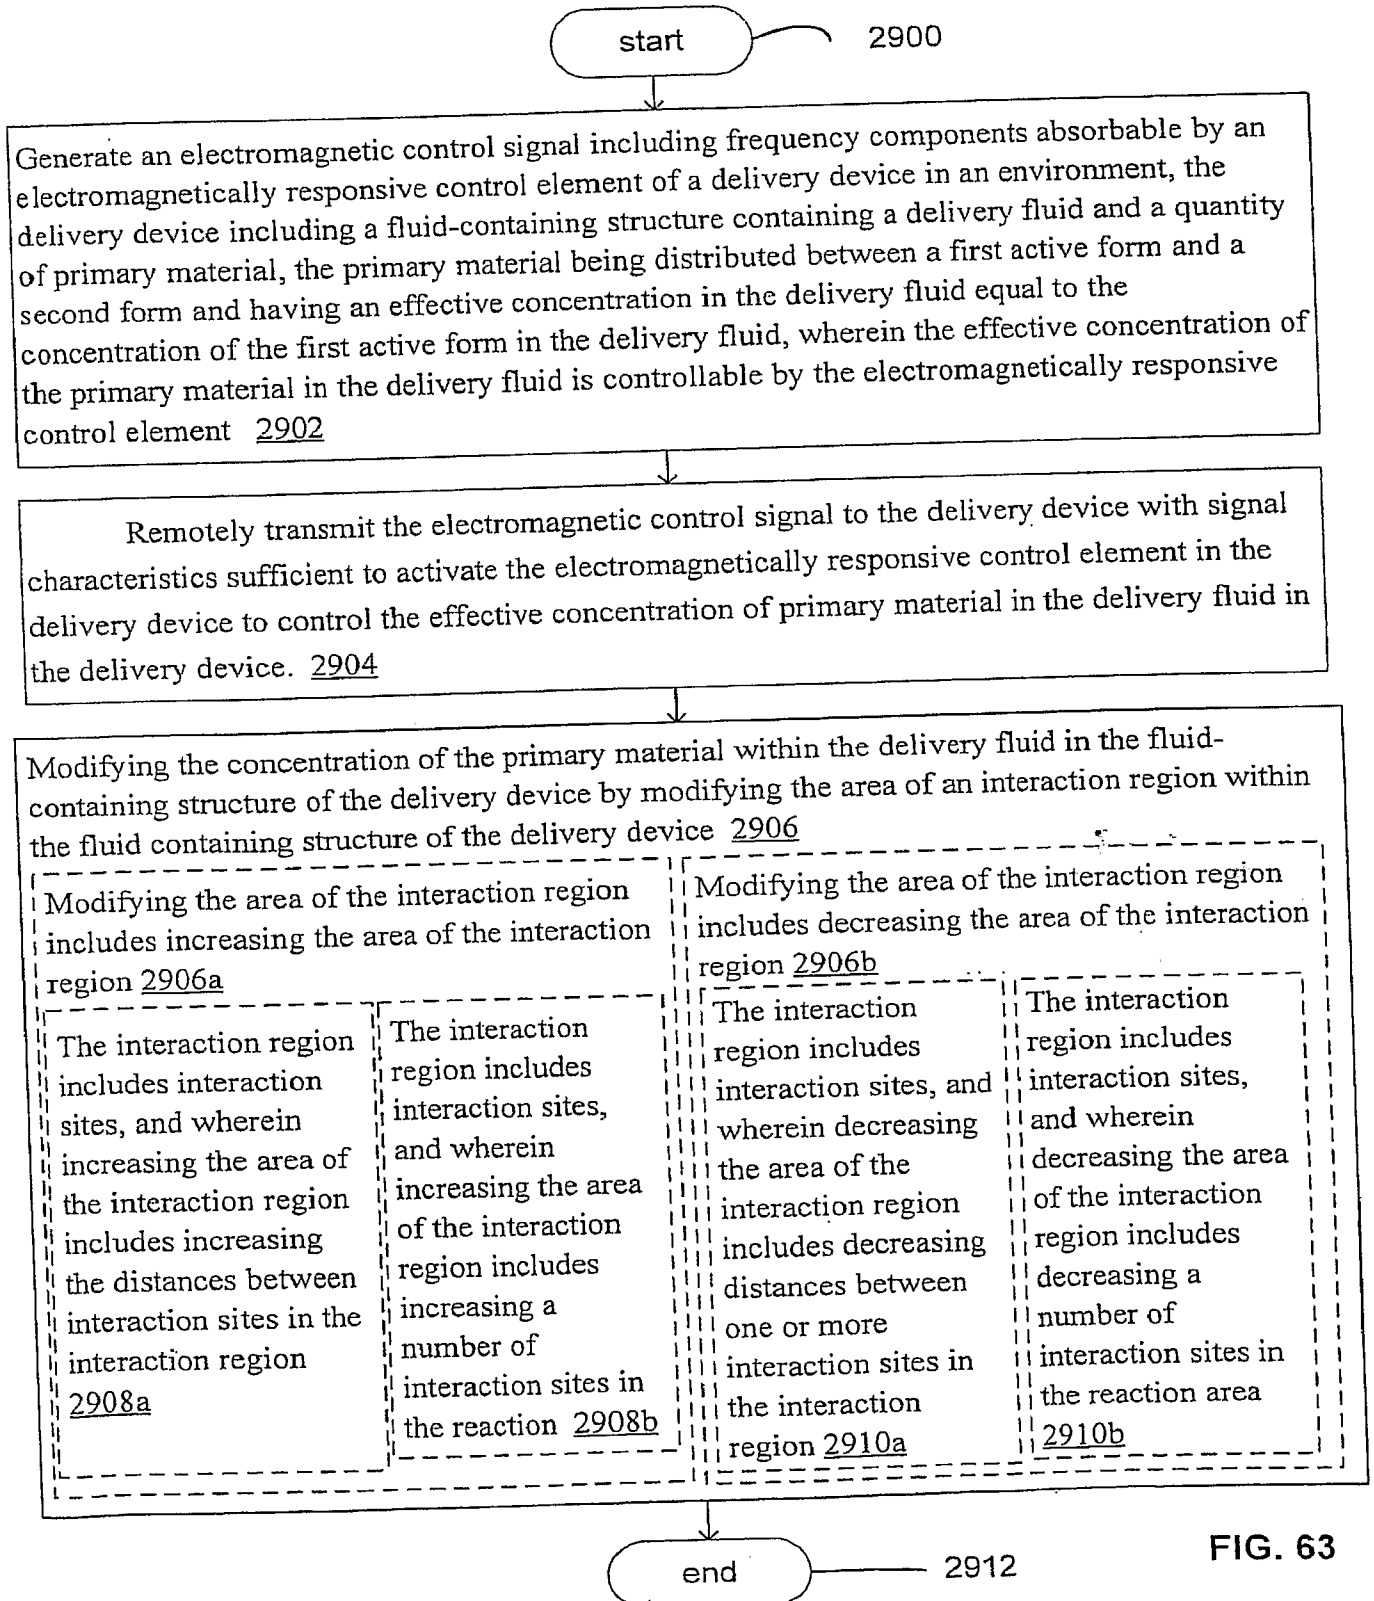 start
2900
Generate an electromagnetic control signal including frequency components absorbable by an
electromagnetically responsive control element of a delivery device in an environment, the
delivery device including a fluid-containing structure containing a delivery fluid and a quantity
of primary material, the primary material being distributed between a first active form and a
second form and having an effective concentration in the delivery fluid equal to the
concentration of the first active form in the delivery fluid, wherein the effective concentration of
the primary material in the delivery fluid is controllable by the electromagnetically responsive
control element 2902
Remotely transmit the electromagnetic control signal to the delivery device with signal
characteristics sufficient to activate the electromagnetically responsive control element in the
delivery device to control the effective concentration of primary material in the delivery fluid in
the delivery device. 2904
Modifying the concentration of the primary material within the delivery fluid in the fluid-
containing structure of the delivery device by modifying the area of an interaction region within
the fluid containing structure of the delivery device 2906
Modifying the area of the interaction region
includes increasing the area of the interaction
region 2906a
The interaction region
includes interaction
sites, and wherein
increasing the area of
the interaction region
includes increasing
the distances between
interaction sites in the
interaction region
2908a
The interaction
region includes
interaction sites,
and wherein
increasing the area
of the interaction
region includes
increasing a
number of
interaction sites in
the reaction 2908b
Modifying the area of the interaction region
includes decreasing the area of the interaction
region 2906b
The interaction
region includes
interaction sites, and
wherein decreasing
the area of the
interaction region
includes decreasing
distances between
one or more
interaction sites in
the interaction
region 2910a
The interaction
region includes
interaction sites,
and wherein
decreasing the area
of the interaction
region includes
decreasing a
number of
interaction sites in
the reaction area
2910b
end
2912
FIG. 63